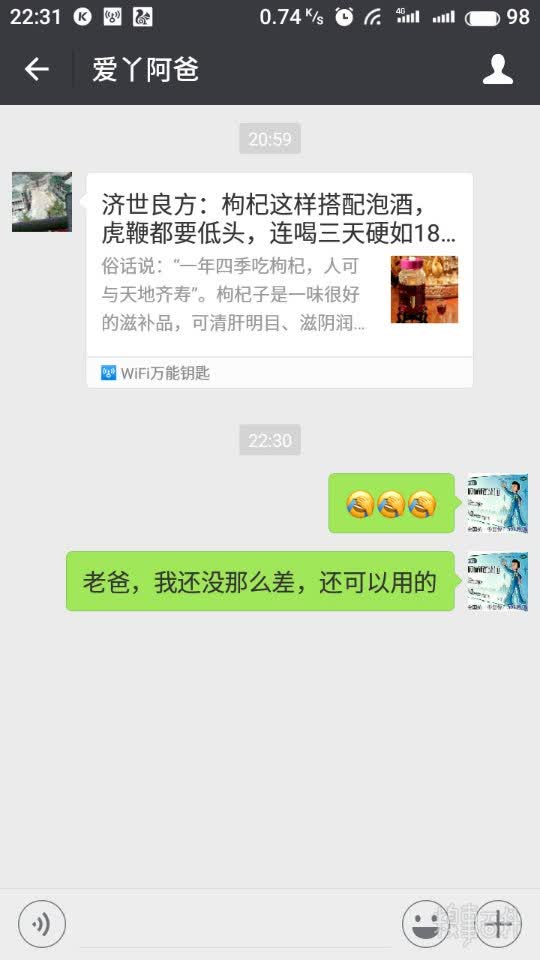 22:31
0.74 K/s
4G
98
爱丫阿爸
20:59
济世良方：枸杞这样搭配泡酒，
虎鞭都要低头，连喝三天硬如18...
俗话说：“一年四季吃枸杞，人可
与天地齐寿”。枸杞子是一味很好
的滋补品，可清肝明目、滋阴润...
WiFi万能钥匙
22:30
老爸，我还没那么差，还可以用的